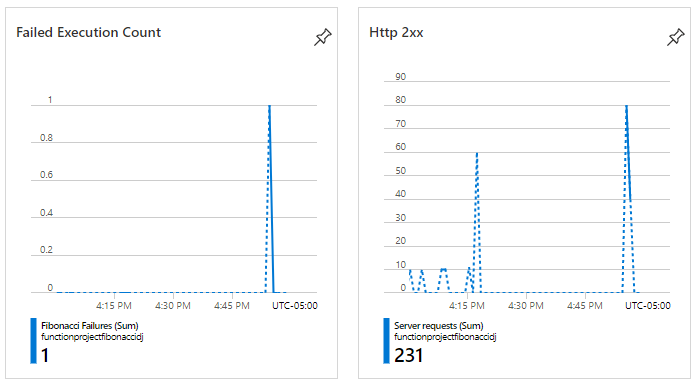 Failed Execution Count
1
0.8
0.6
0.4
0.2
0
4:15 PM 4:30 PM 4:45 PM UTC-05:00
Fibonacci Failures (Sum)
functionprojectfibonaccidj
1
Http 2xx
90
80
70
60
50
40
30
20
10
0
4:15 PM 4:30 PM 4:45 PM UTC-05:00
Server requests (Sum)
functionprojectfibonaccidj
231